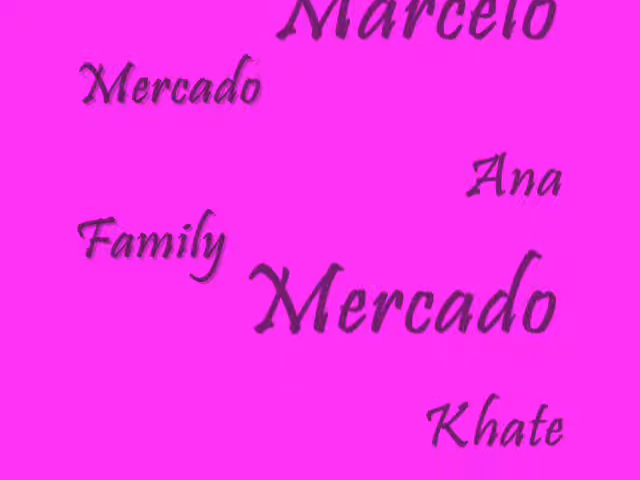 Marcelo
Mercado
Ana
Family
Mercado
Khate